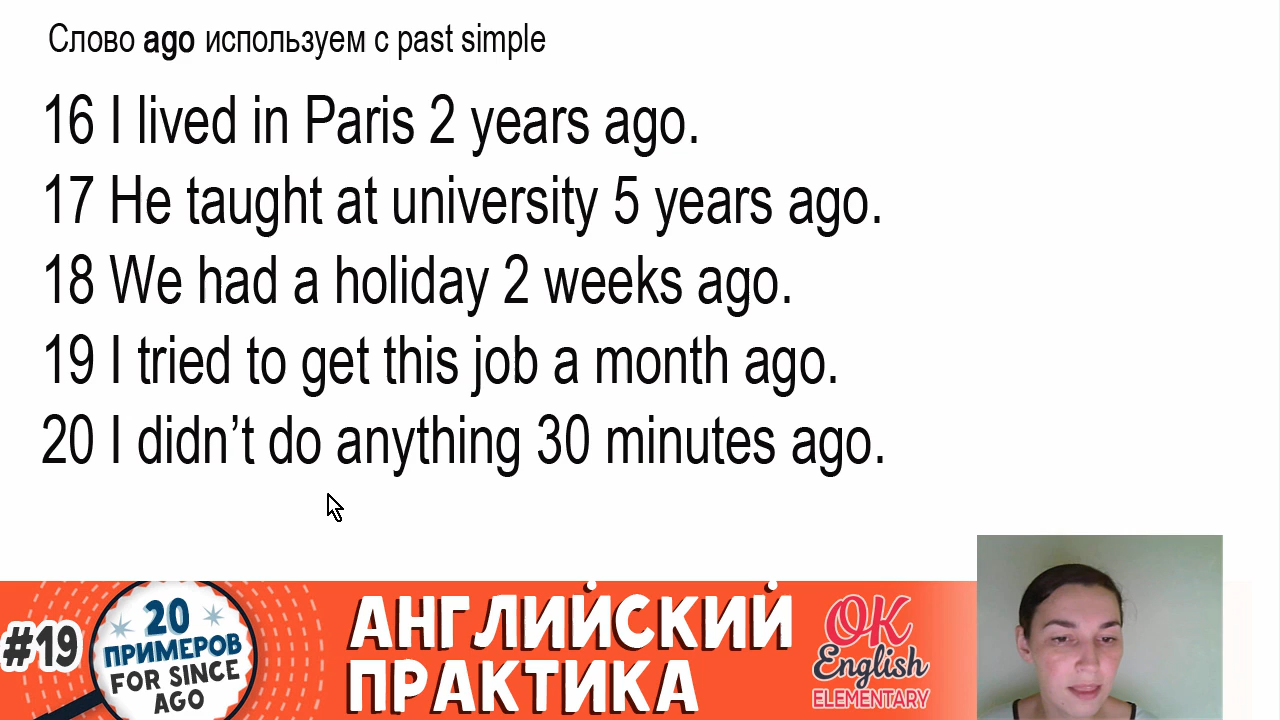 Слово ago используем с past simple
16 I lived in Paris 2 years ago.
17 He taught at university 5 years ago.
18 We had a holiday 2 weeks ago.
19 I tried to get this job a month ago.
20 I didn’t do anything 30 minutes ago.
#19
20
ПРИМЕРОВ
FOR SINCE
AGO
АНГЛИЙСКИЙ
ПРАКТИКА
OK
English
ELEMENTARY